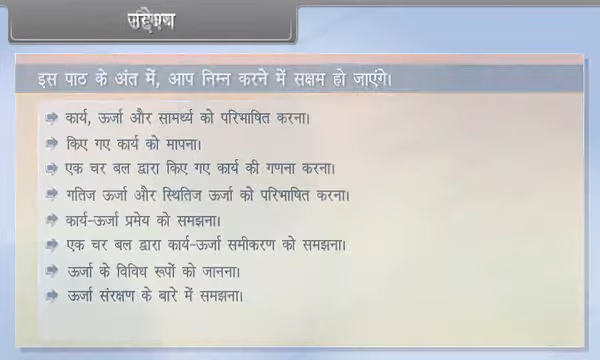 इस पाठ के अंत में, आप निम्न करने में सक्षम हो जाएंगे।
कार्य, ऊर्जा और सामर्थ्य को परिभाषित करना।
किए गए कार्य को मापना।
एक चर बल द्वारा किए गए कार्य की गणना करना।
गतिज ऊर्जा और स्थितिज ऊर्जा को परिभाषित करना।
कार्य-ऊर्जा प्रमेय को समझना।
एक चर बल द्वारा कार्य-ऊर्जा समीकरण को समझना।
ऊर्जा के विविध रूपों को जानना।
ऊर्जा संरक्षण के बारे में समझना।